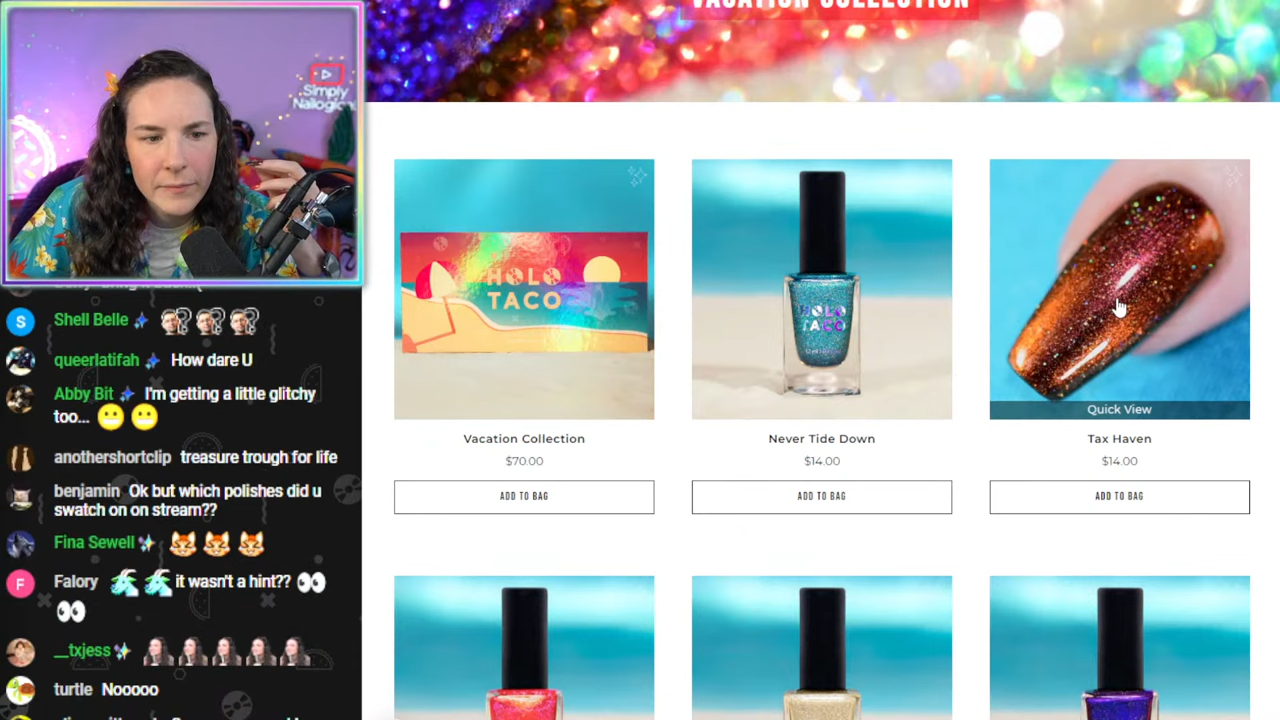 VACATION COLLECTION
Simply
Nailogical
Shell Belle
queerlatifah How dare U
Abby Bit I'm getting a little glitchy
too...
anothershortclip treasure trough for life
benjamin Ok but which polishes did u
swatch on on stream??
Fina Sewell
Falory it wasn't a hint??
__txjess
turtle Nooooo
S
F
HOLO
TACO
HOLO
TACO
Quick View
Vacation Collection
Never Tide Down
Tax Haven
$70.00
$14.00
$14.00
ADD TO BAG
ADD TO BAG
ADD TO BAG